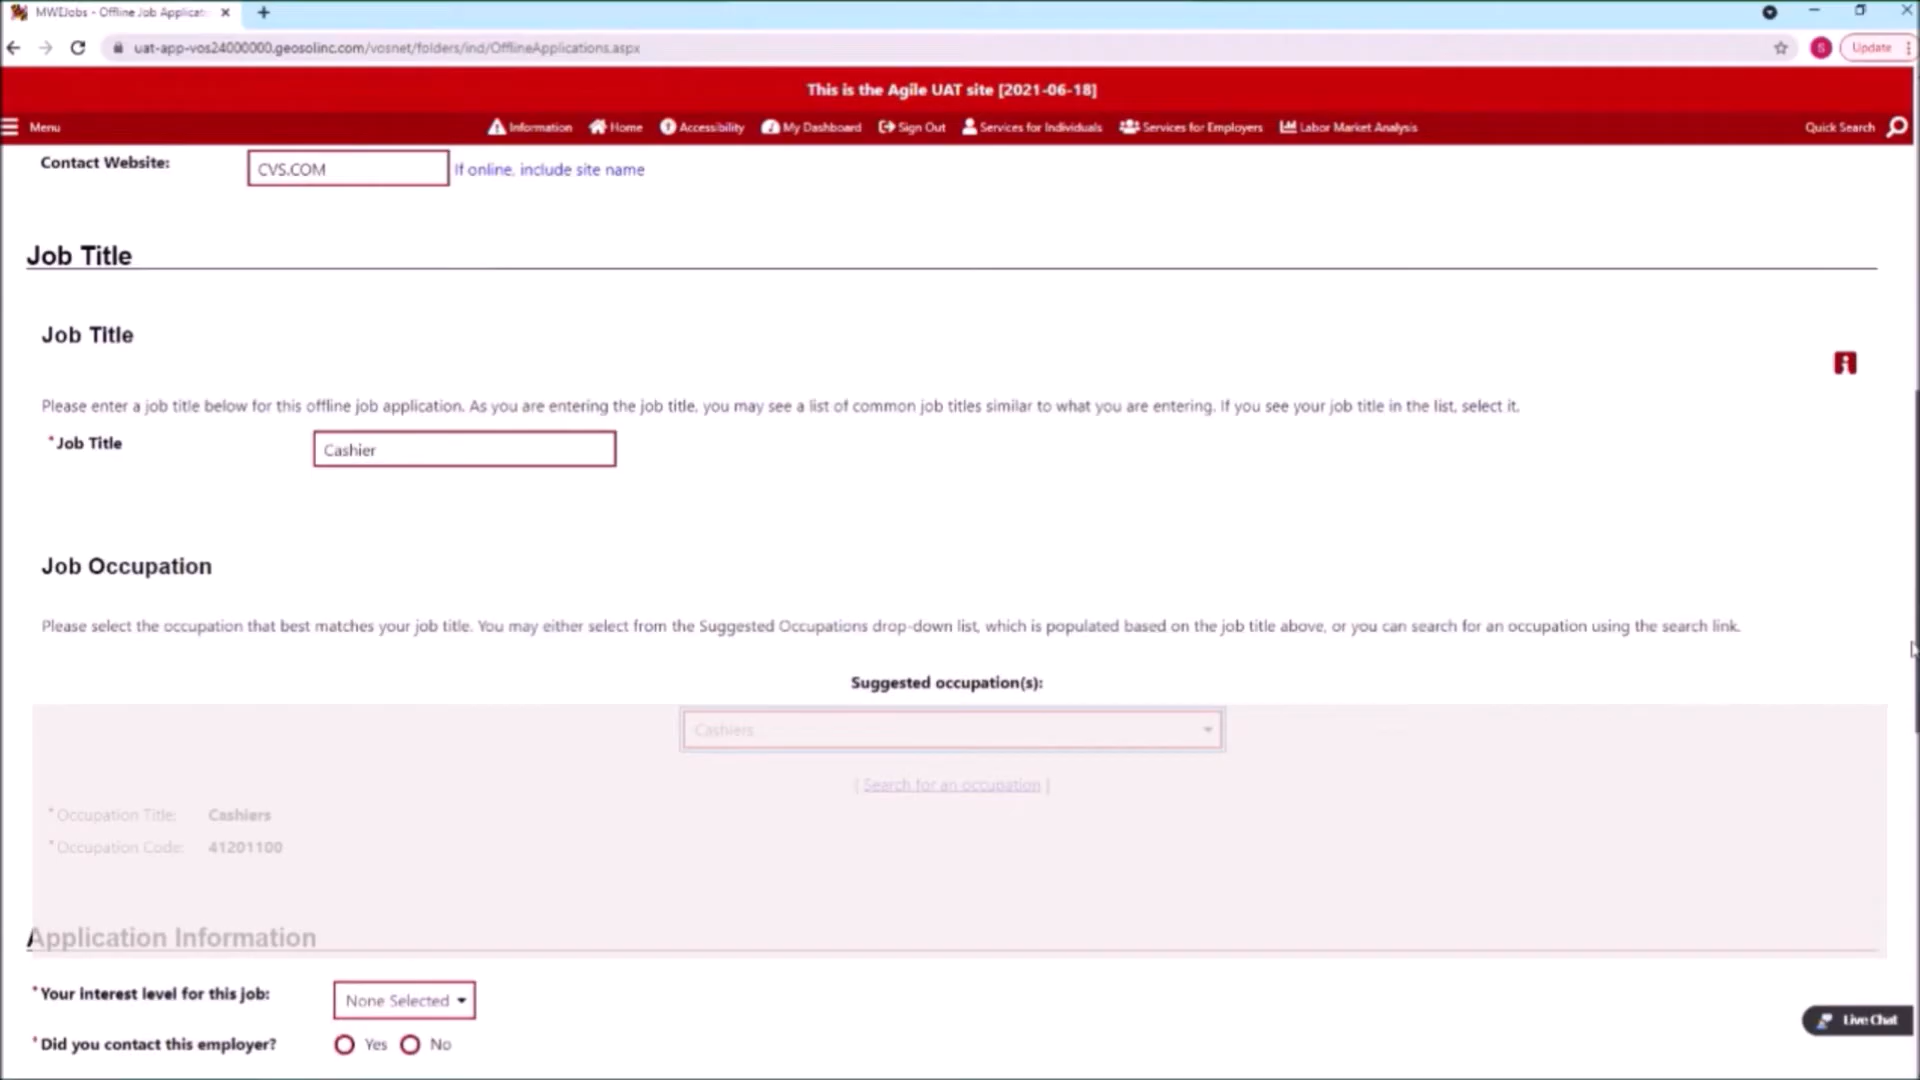 MWEJobs - Offline Job Applicat
uat-app-vos24000000.geosolinc.com/vosnet/folders/ind/OfflineApplications.aspx
S
Update
This is the Agile UAT site [2021-06-18]
Menu
Information
Home
Accessibility
My Dashboard
Sign Out
Services for Individuals
Services for Employers
Labor Market Analysis
Quick Search
Contact Website:
CVS.COM
If online, include site name
Job Title
Job Title
Please enter a job title below for this offline job application. As you are entering the job title, you may see a list of common job titles similar to what you are entering. If you see your job title in the list, select it.
*Job Title
Cashier
Job Occupation
Please select the occupation that best matches your job title. You may either select from the Suggested Occupations drop-down list, which is populated based on the job title above, or you can search for an occupation using the search link.
Suggested occupation(s):
Cashiers
[ Search for an occupation ]
*Occupation Title: Cashiers
*Occupation Code: 41201100
Application Information
*Your interest level for this job:
None Selected
*Did you contact this employer?
Yes
No
Live Chat